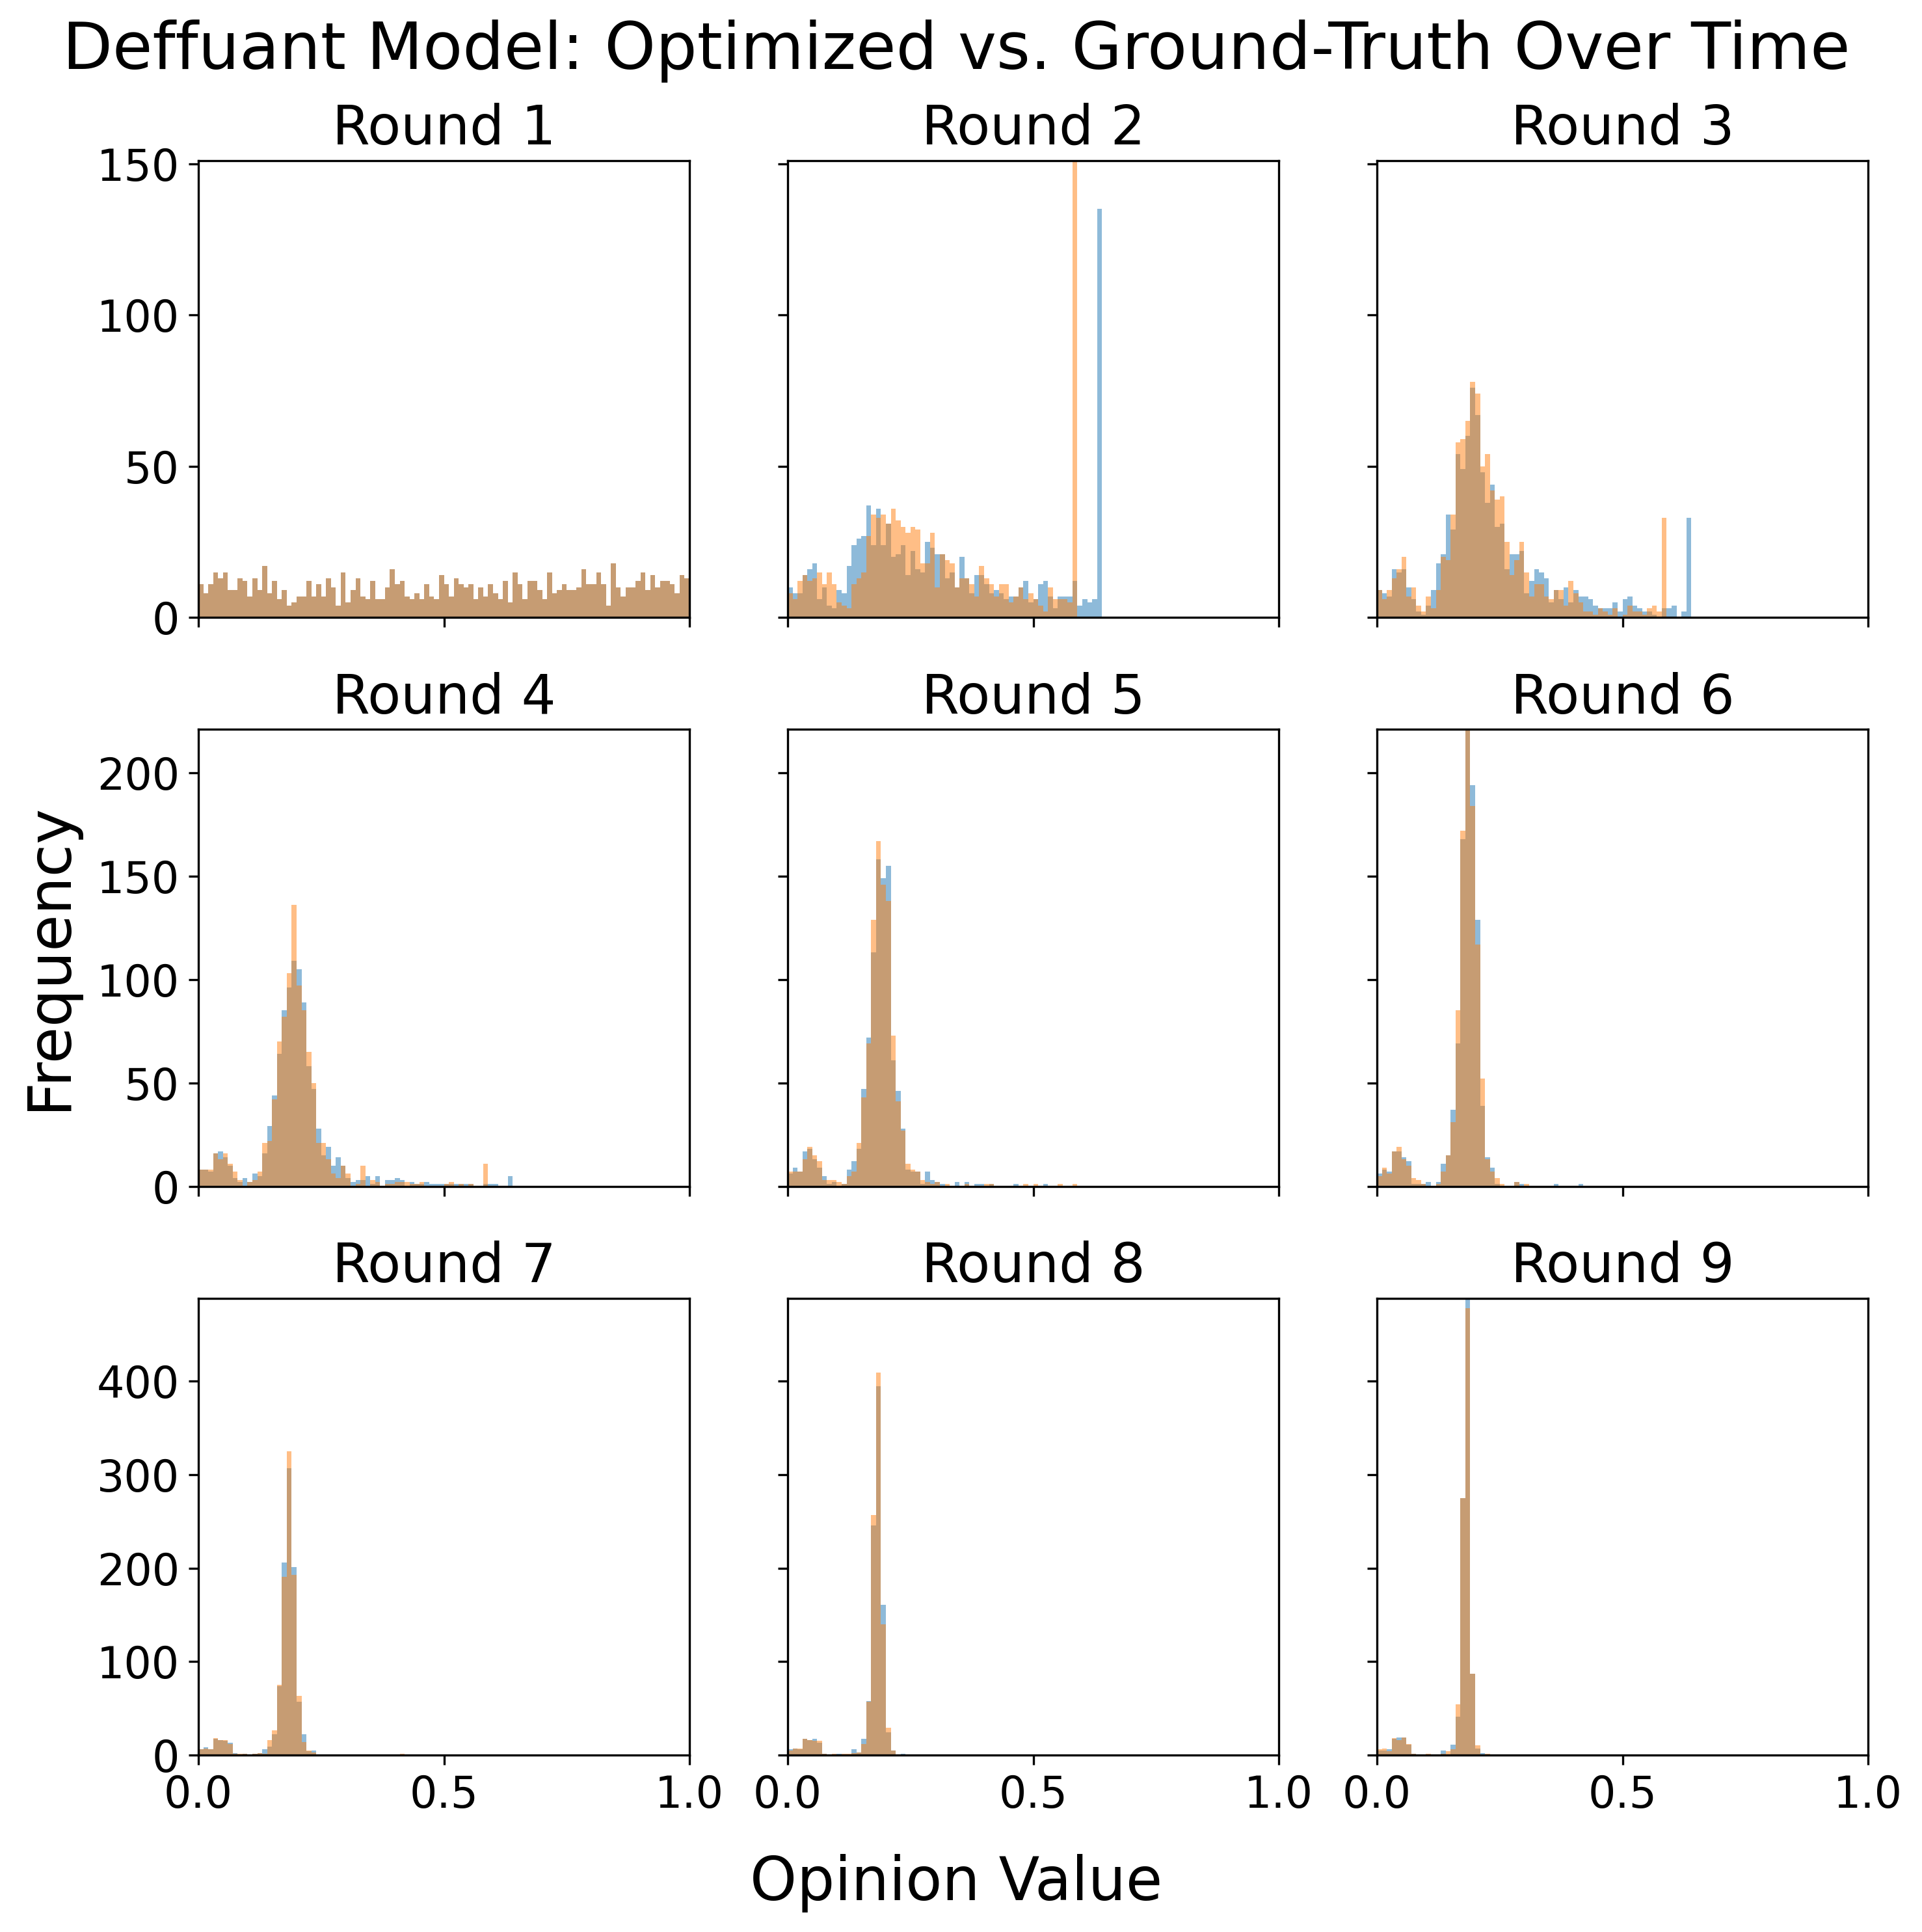 Deffuant Model: Optimized vs. Ground-Truth Over Time
Round 1
Round 2
Round 3
150
100
50
0
Round 4
Round 5
Round 6
200
150
100
50
0
Frequency
Round 7
Round 8
Round 9
400
300
200
100
0
0.0 0.5 1.0 0.0 0.5 1.0 0.0 0.5 1.0
Opinion Value